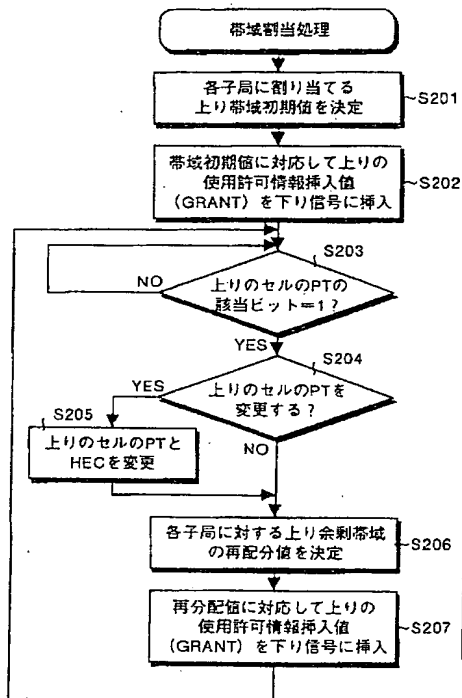 帯域割当処理
各子局に割り当てる
上り帯域初期値を決定
S201
帯域初期値に対応して上りの
使用許可情報挿入値
(GRANT)を下り信号に挿入
S202
S203
NO
上りのセルのPTの
該当ビット=1?
YES
S204
YES
上りのセルのPTを
変更する?
S205
上りのセルのPTと
HECを変更
NO
各子局に対する上り余剰帯域
の再配分値を決定
S206
再分配値に対応して上りの
使用許可情報挿入値
(GRANT)を下り信号に挿入
S207